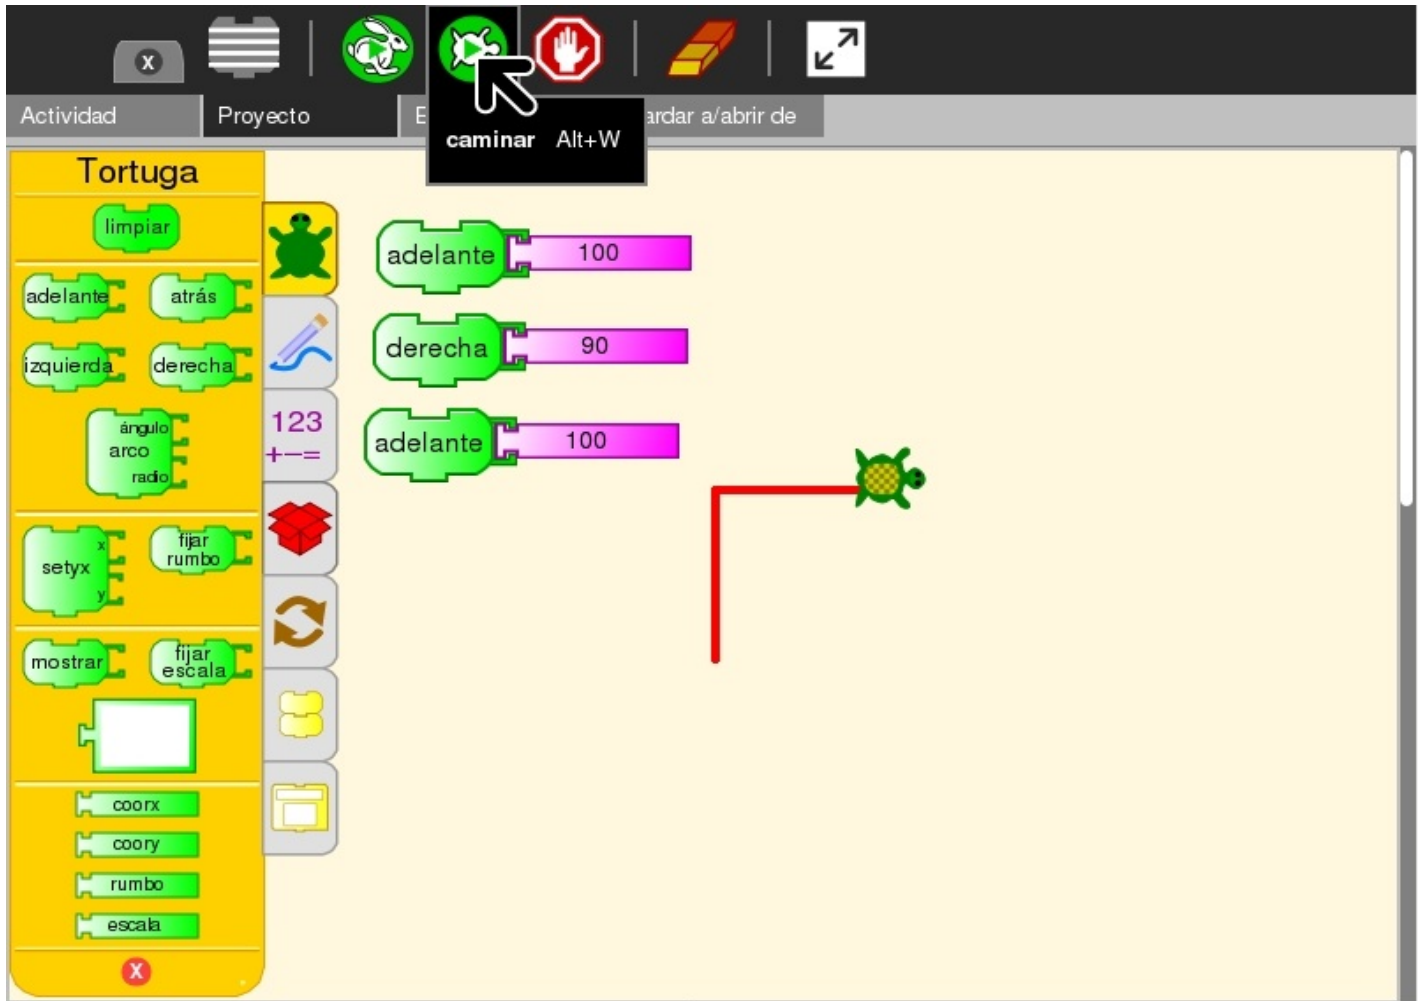 X
Actividad
Proyecto
E
ardar a/abrir de
caminar Alt+W
Tortuga
limpiar
adelante
atrás
izquierda
derecha
ángulo
arco
radio
x
setyx
y
fijar
rumbo
mostrar
fijar
escala
coorx
coory
rumbo
escala
X
123
+−=
adelante 100
derecha 90
adelante 100